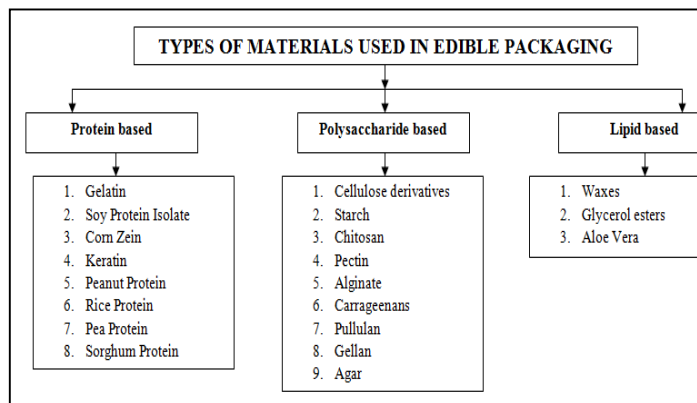 TYPES OF MATERIALS USED IN EDIBLE PACKAGING
Protein based
1. Gelatin
2. Soy Protein Isolate
3. Corn Zein
4. Keratin
5. Peanut Protein
6. Rice Protein
7. Pea Protein
8. Sorghum Protein
Polysaccharide based
1. Cellulose derivatives
2. Starch
3. Chitosan
4. Pectin
5. Alginate
6. Carrageenans
7. Pullulan
8. Gellan
9. Agar
Lipid based
1. Waxes
2. Glycerol esters
3. Aloe Vera